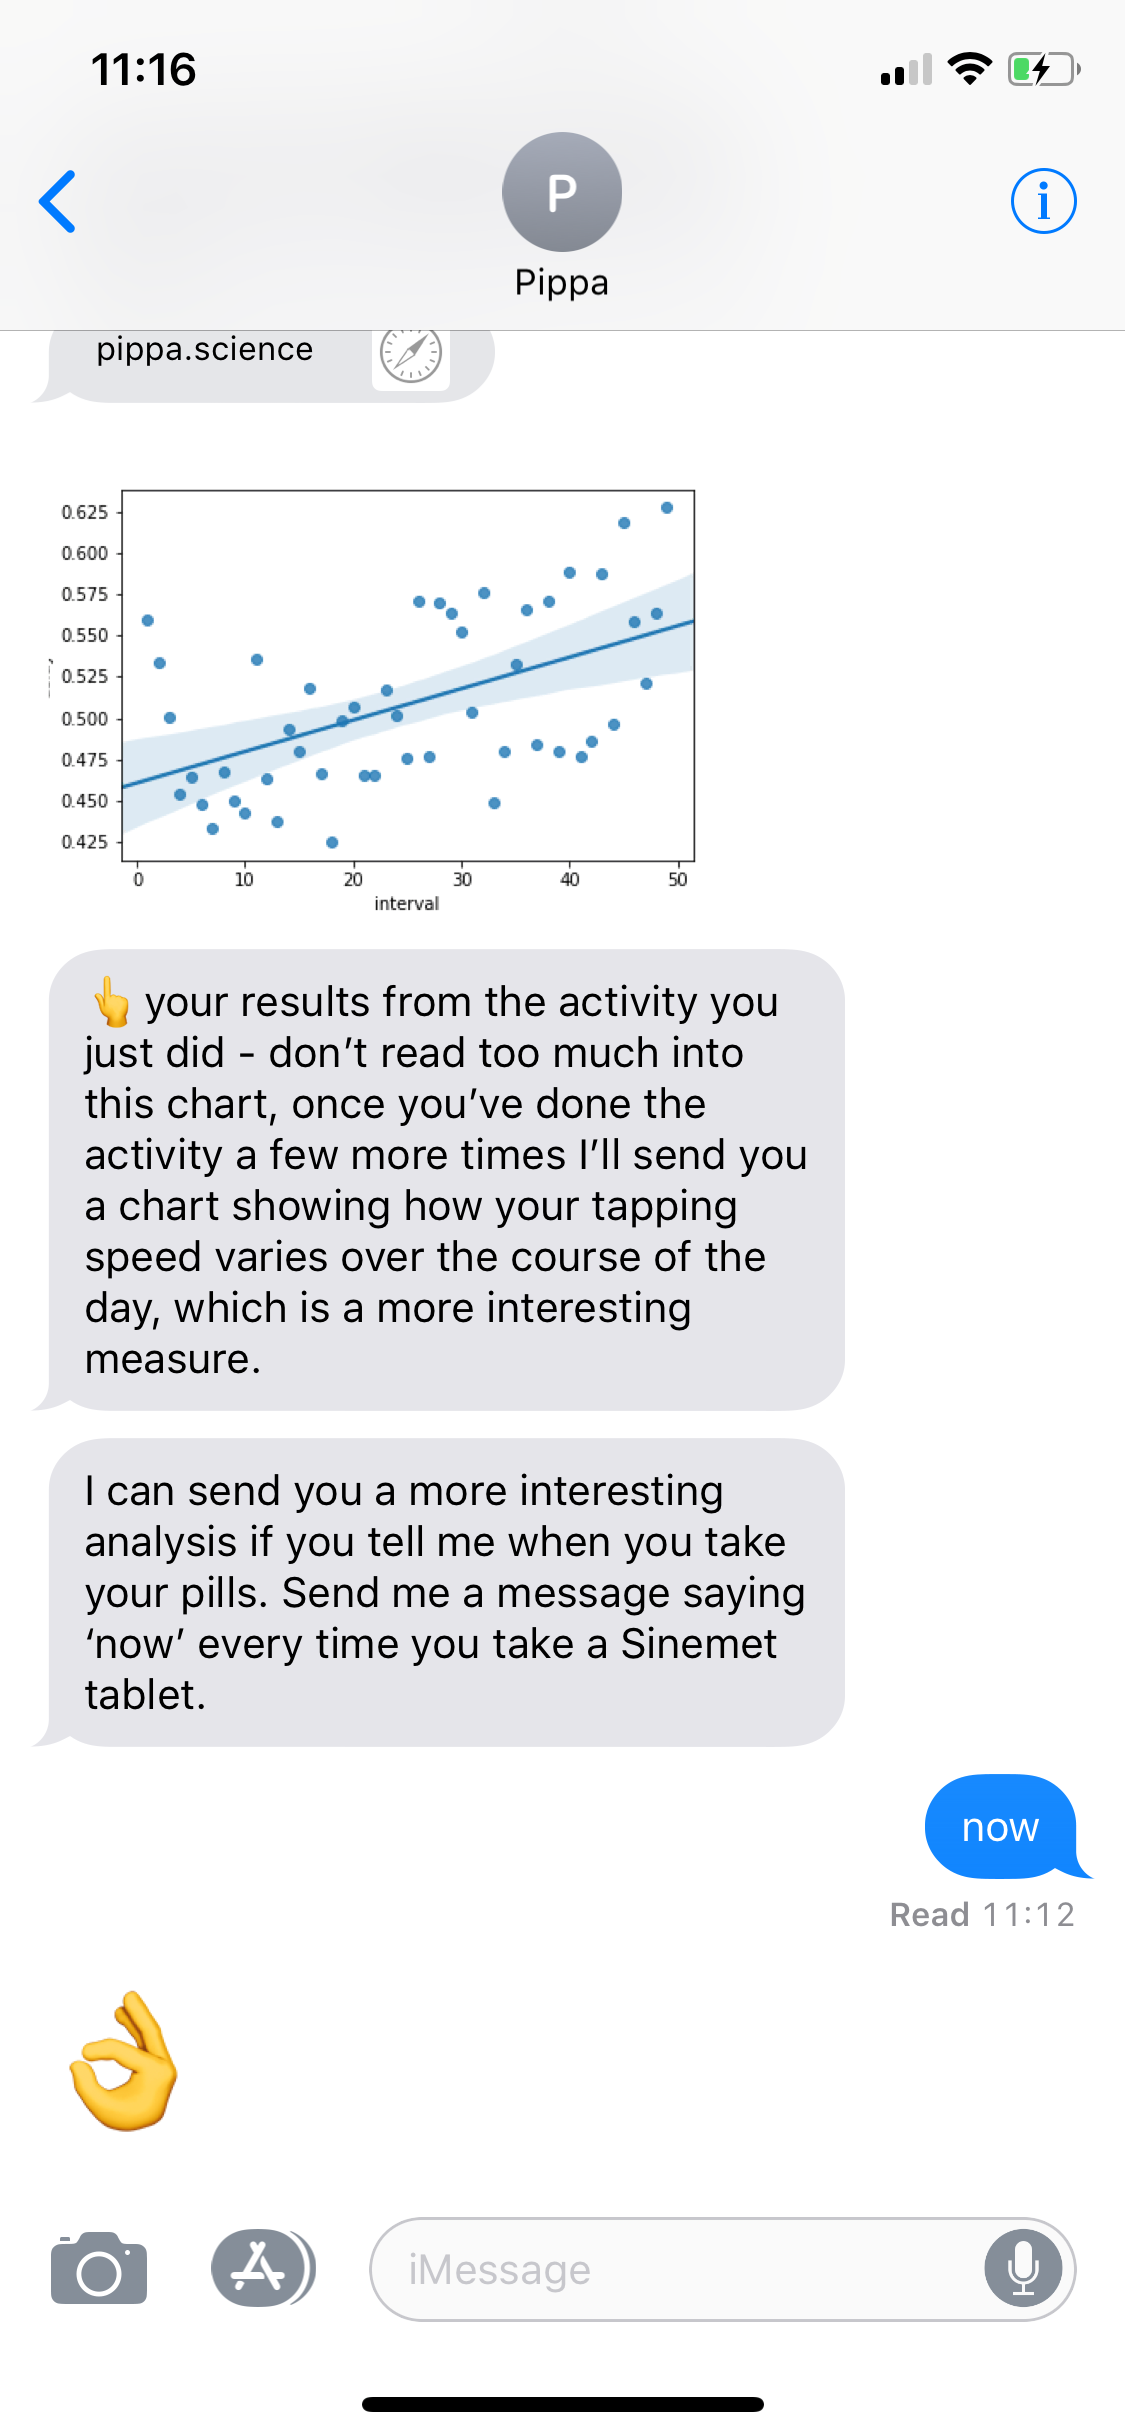 11:16
P
Pippa
pippa.science
0.625
0.600
0.575
0.550
0.525
0.500
0.475
0.450
0.425
0 10 20 30 40 50
interval
👆 your results from the activity you
just did - don’t read too much into
this chart, once you’ve done the
activity a few more times I’ll send you
a chart showing how your tapping
speed varies over the course of the
day, which is a more interesting
measure.
I can send you a more interesting
analysis if you tell me when you take
your pills. Send me a message saying
‘now’ every time you take a Sinemet
tablet.
now
Read 11:12
👌
iMessage